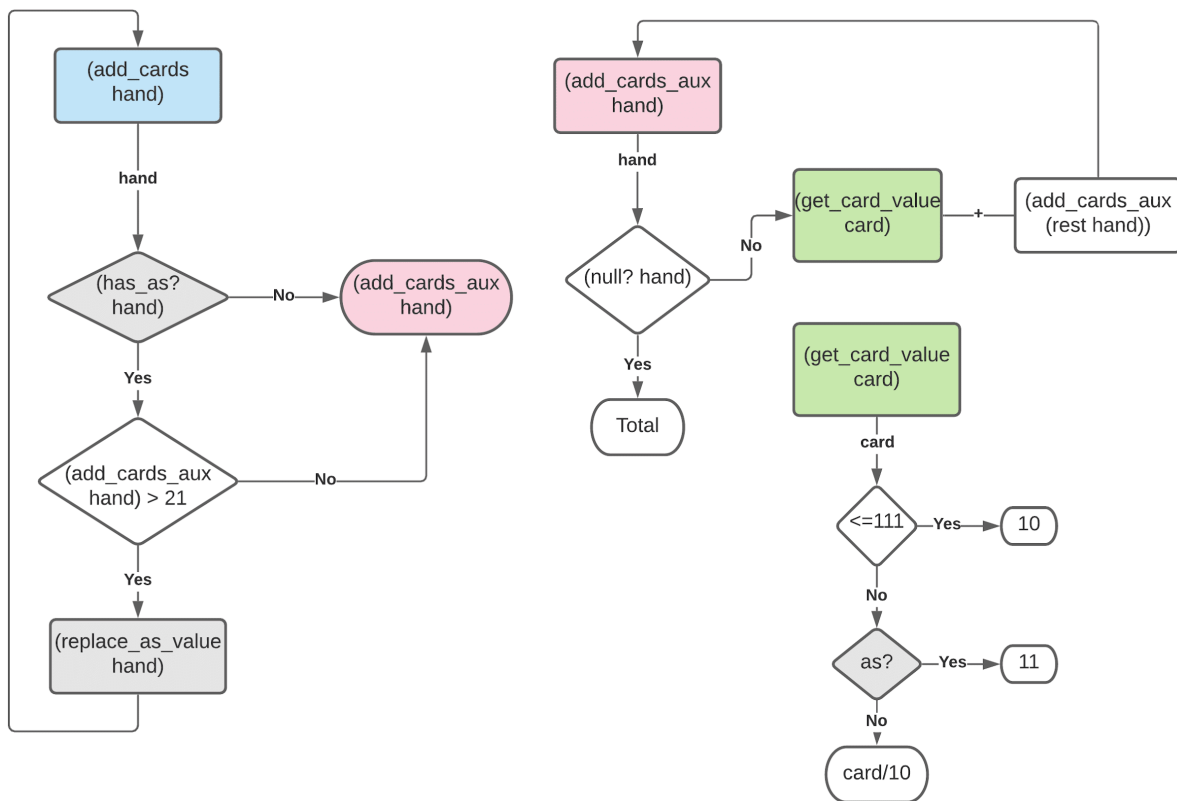 (add_cards
hand)
hand
(has_as?
hand)
No
(add_cards_aux
hand)
Yes
(add_cards_aux
hand) > 21
No
Yes
(replace_as_value
hand)
(add_cards_aux
hand)
hand
(null? hand)
No
(get_card_value
card)
+
(add_cards_aux
(rest hand))
Yes
Total
(get_card_value
card)
card
<=111
Yes
10
No
as?
Yes
11
No
card/10